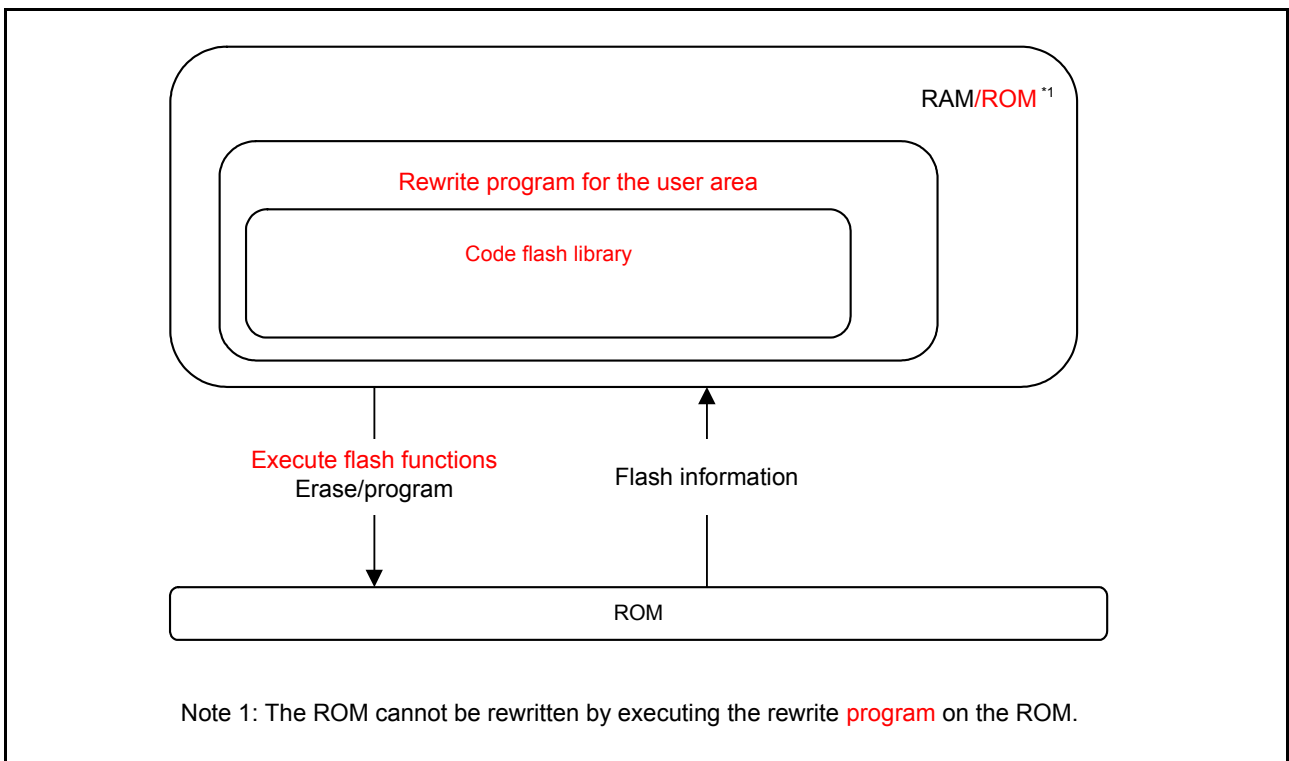 RAM/ROM *1
Rewrite program for the user area
Code flash library
Execute flash functions
Erase/program
Flash information
ROM
Note 1: The ROM cannot be rewritten by executing the rewrite program on the ROM.